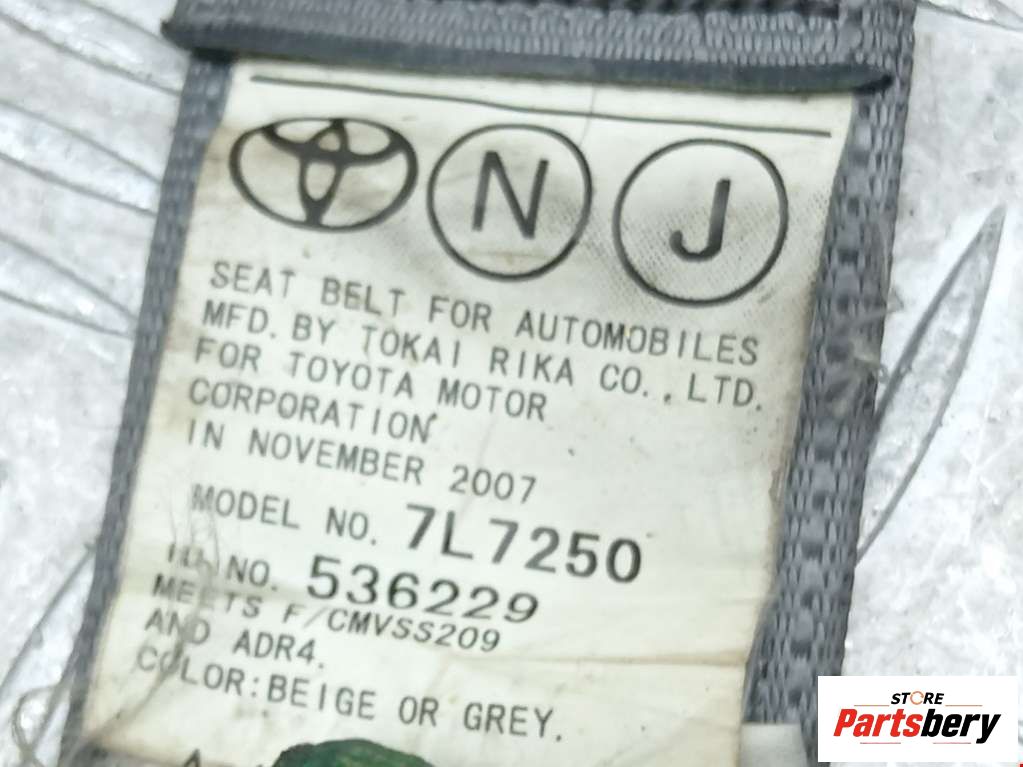 N J
SEAT BELT FOR AUTOMOBILES
MFD. BY TOKAI RIKA CO., LTD.
FOR TOYOTA MOTOR
CORPORATION
IN NOVEMBER 2007
MODEL NO. 7L7250
ID NO. 536229
MEETS F/CMVSS209
AND ADR4.
COLOR:BEIGE OR GREY.
STORE
Partsbery